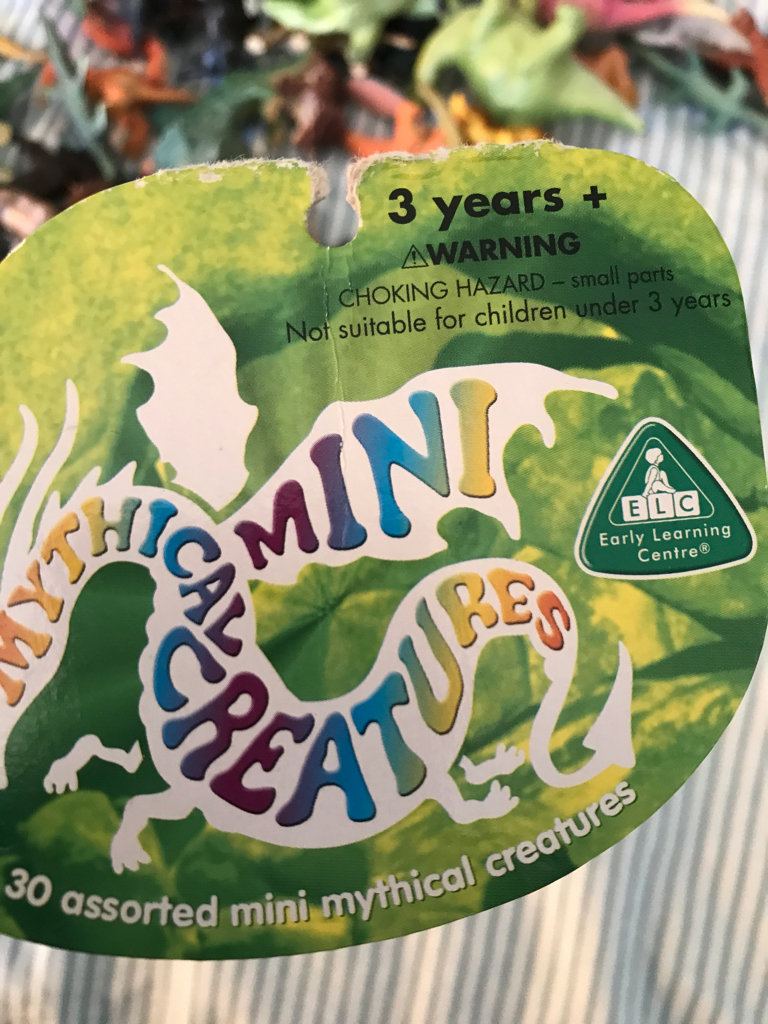 3 years +
⚠WARNING
CHOKING HAZARD – small parts
Not suitable for children under 3 years
MINI
MYTHICAL
CREATURES
ELC
Early Learning
Centre®
30 assorted mini mythical creatures